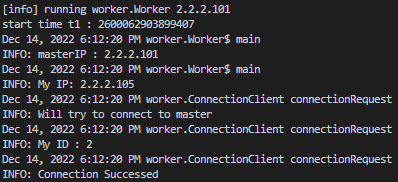 [info] running worker.Worker 2.2.2.101
start time t1 : 2600062903899407
Dec 14, 2022 6:12:20 PM worker.Worker$ main
INFO: masterIP : 2.2.2.101
Dec 14, 2022 6:12:20 PM worker.Worker$ main
INFO: My IP: 2.2.2.105
Dec 14, 2022 6:12:20 PM worker.ConnectionClient connectionRequest
INFO: Will try to connect to master
Dec 14, 2022 6:12:20 PM worker.ConnectionClient connectionRequest
INFO: My ID : 2
Dec 14, 2022 6:12:20 PM worker.ConnectionClient connectionRequest
INFO: Connection Successed